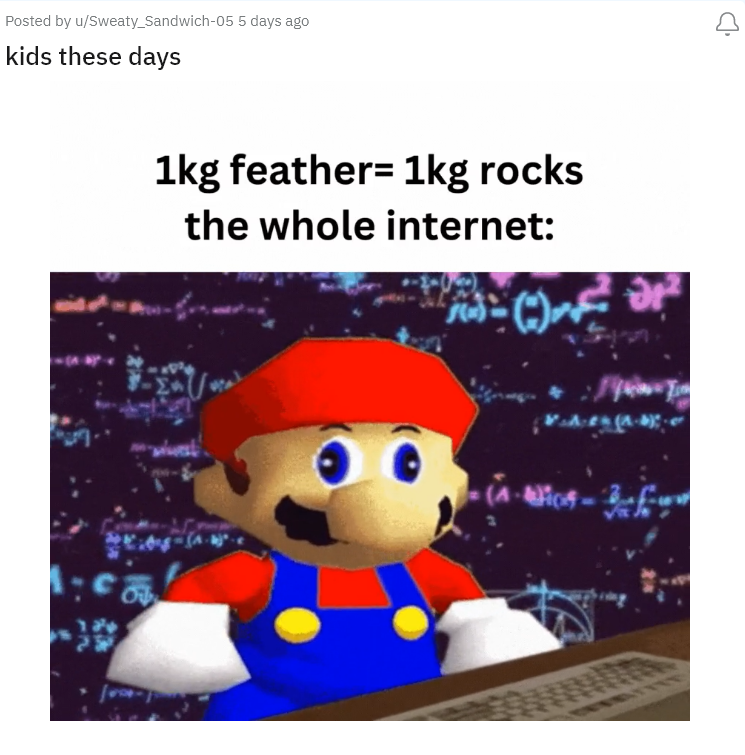 Posted by u/Sweaty_Sandwich-05 5 days ago
kids these days
1kg feather= 1kg rocks
the whole internet: